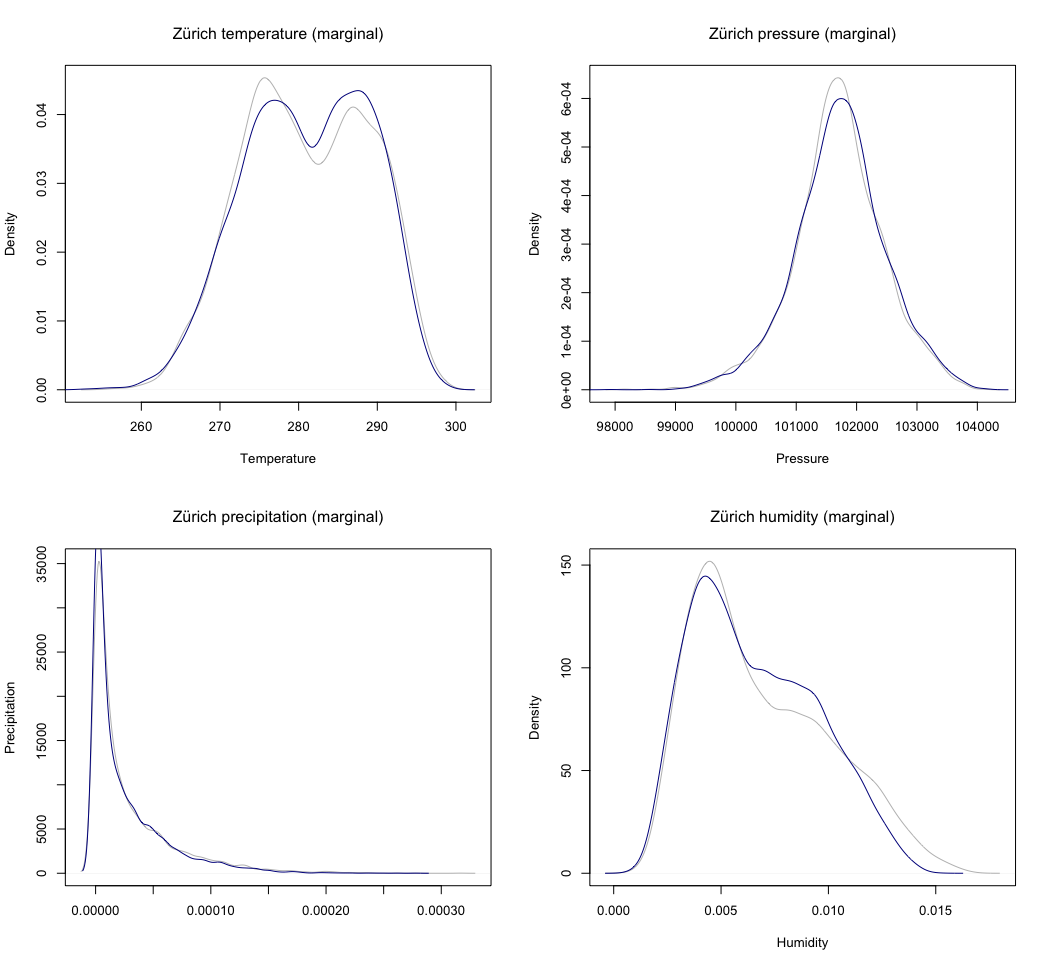 Zürich temperature (marginal)
Density
0.00 0.01 0.02 0.03 0.04
260 270 280 290 300
Temperature
Zürich pressure (marginal)
Density
0e+00 1e-04 2e-04 3e-04 4e-04 5e-04 6e-04
98000 99000 100000 101000 102000 103000 104000
Pressure
Zürich precipitation (marginal)
Precipitation
0 5000 15000 25000 35000
0.00000 0.00010 0.00020 0.00030
Zürich humidity (marginal)
Density
0 50 100 150
0.000 0.005 0.010 0.015
Humidity